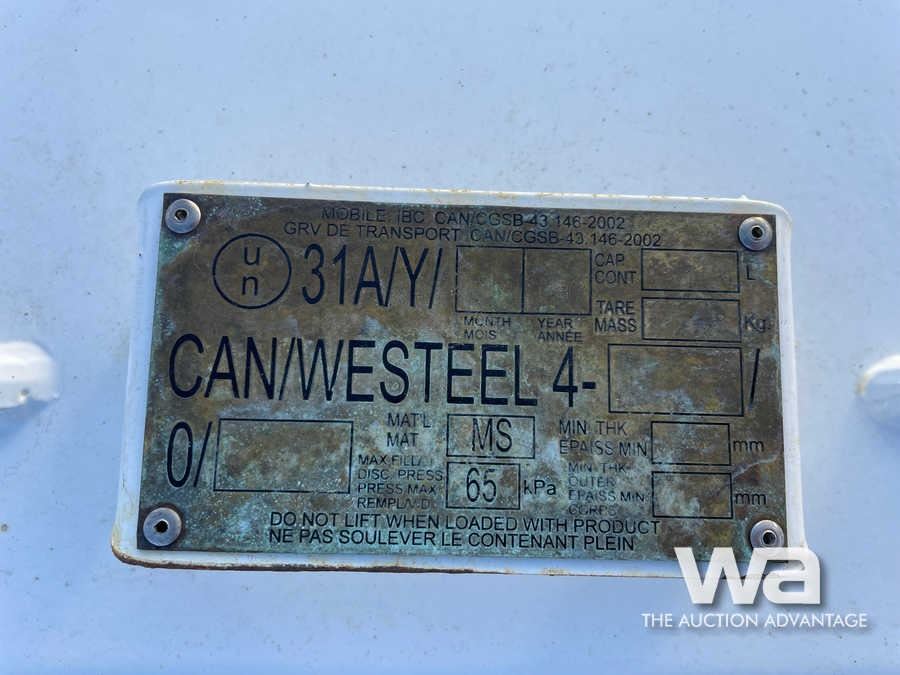 MOBILE IBC CAN/CGSB-43.146-2002
GRV DE TRANSPORT CAN/CGSB-43.146-2002
un 31A/Y/
MONTH YEAR
MOIS ANNÉE
CAP
CONT L
TARE
MASS Kg.
CAN/WESTEEL 4- /
0/
MAT'L
MAT. MS
MAX FILL/
DISC. PRESS
PRESS MAX
REMPL/ D 65 kPa
MIN. THK
EPAISS MIN mm
MIN. THK
OUTER
EPAISS MIN
CORPS mm
DO NOT LIFT WHEN LOADED WITH PRODUCT
NE PAS SOULEVER LE CONTENANT PLEIN
wa
THE AUCTION ADVANTAGE